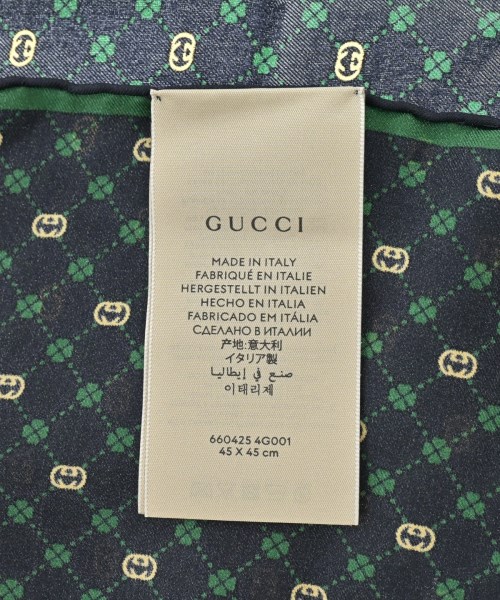 GUCCI
MADE IN ITALY
FABRIQUÉ EN ITALIE
HERGESTELLT IN ITALIEN
HECHO EN ITALIA
FABRICADO EM ITÁLIA
СДЕЛАНО В ИТАЛИИ
产地:意大利
イタリア製
صنع في إيطاليا
이태리제
660425 4G001
45 X 45 cm